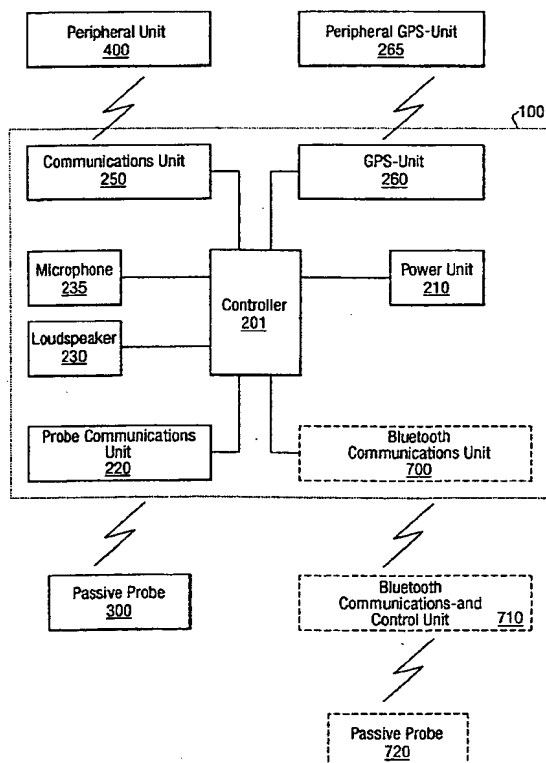 Peripheral Unit
400
Peripheral GPS-Unit
265
100
Communications Unit
250
GPS-Unit
260
Microphone
235
Controller
201
Power Unit
210
Loudspeaker
230
Probe Communications
Unit
220
Bluetooth
Communications Unit
700
Passive Probe
300
Bluetooth
Communications-and
Control Unit
710
Passive Probe
720